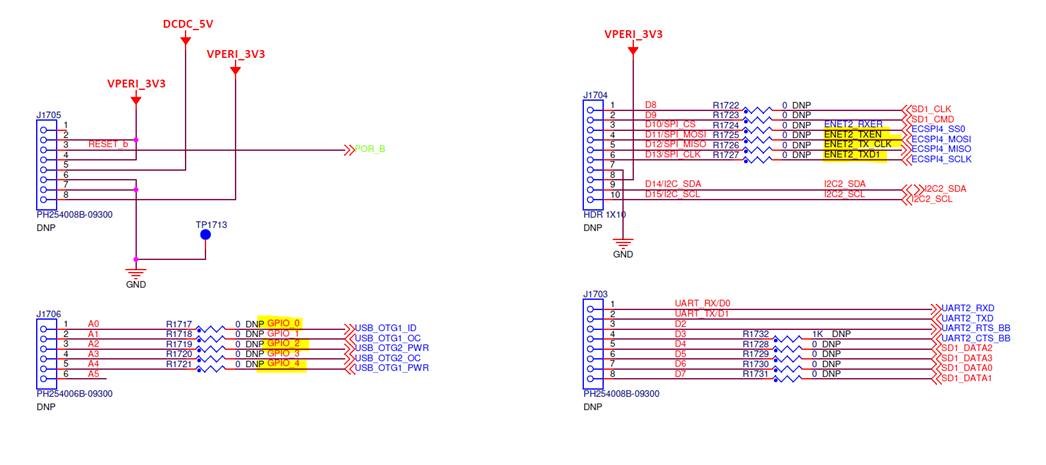 DCDC_5V
VPERI_3V3
VPERI_3V3
J1705
1
2
RESET_b 3 POR_B
4
5
6
7
8
PH254008B-09300
DNP
TP1713
GND
VPERI_3V3
J1704
1 D8 R1722 0 DNP SD1_CLK
2 D9 R1723 0 DNP SD1_CMD
3 D10/SPI_CS R1724 0 DNP ENET2_RXER ECSPI4_SS0
4 D11/SPI_MOSI R1725 0 DNP ENET2_TXEN ECSPI4_MOSI
5 D12/SPI_MISO R1726 0 DNP ENET2_TX_CLK ECSPI4_MISO
6 D13/SPI_CLK R1727 0 DNP ENET2_TXD1 ECSPI4_SCLK
7
8
9 D14/I2C_SDA I2C2_SDA I2C2_SDA
10 D15/I2C_SCL I2C2_SCL I2C2_SCL
HDR 1X10
DNP
GND
J1706
1 A0 R1717 0 DNP GPIO_0 USB_OTG1_ID
2 A1 R1718 0 DNP GPIO_1 USB_OTG1_OC
3 A2 R1719 0 DNP GPIO_2 USB_OTG2_PWR
4 A3 R1720 0 DNP GPIO_3 USB_OTG2_OC
5 A4 R1721 0 DNP GPIO_4 USB_OTG1_PWR
6 A5
PH254006B-09300
DNP
J1703
1 UART_RX/D0 UART2_RXD
2 UART_TX/D1 UART2_TXD
3 D2 UART2_RTS_BB
4 D3 R1732 1K DNP UART2_CTS_BB
5 D4 R1728 0 DNP SD1_DATA2
6 D5 R1729 0 DNP SD1_DATA3
7 D6 R1730 0 DNP SD1_DATA0
8 D7 R1731 0 DNP SD1_DATA1
PH254008B-09300
DNP